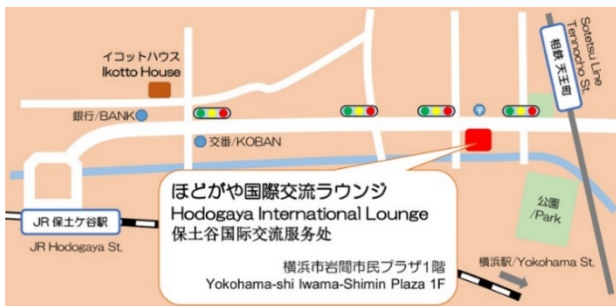 イコットハウス
Ikotto House
銀行/BANK
交番/KOBAN
Sotetsu Line
Tennocho St.
相鉄 天王町
ほどがや国際交流ラウンジ
Hodogaya International Lounge
保土谷国际交流服务处
横浜市岩間市民プラザ1階
Yokohama-shi Iwama-Shimin Plaza 1F
公園
/Park
JR 保土ケ谷駅
JR Hodogaya St.
横浜駅/Yokohama St.